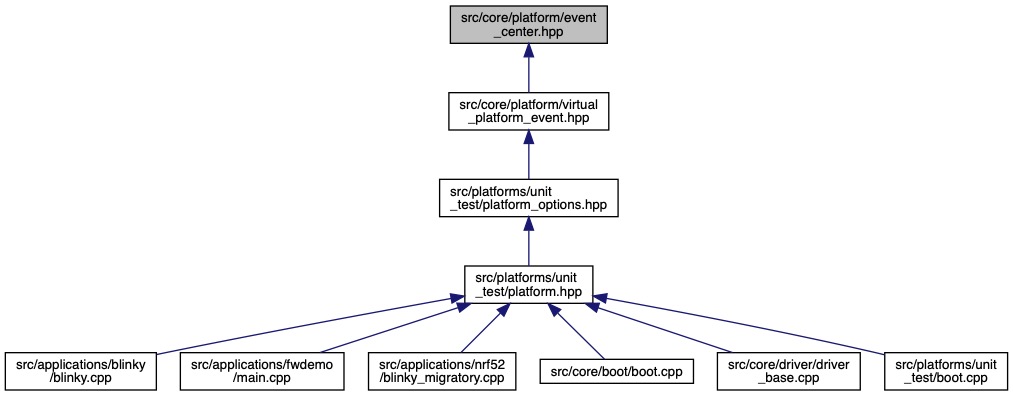 src/core/platform/event
_center.hpp
src/core/platform/virtual
_platform_event.hpp
src/platforms/unit
_test/platform_options.hpp
src/platforms/unit
_test/platform.hpp
src/applications/blinky
/blinky.cpp
src/applications/fwdemo
/main.cpp
src/applications/nrf52
/blinky_migratory.cpp
src/core/boot/boot.cpp
src/core/driver/driver
_base.cpp
src/platforms/unit
_test/boot.cpp